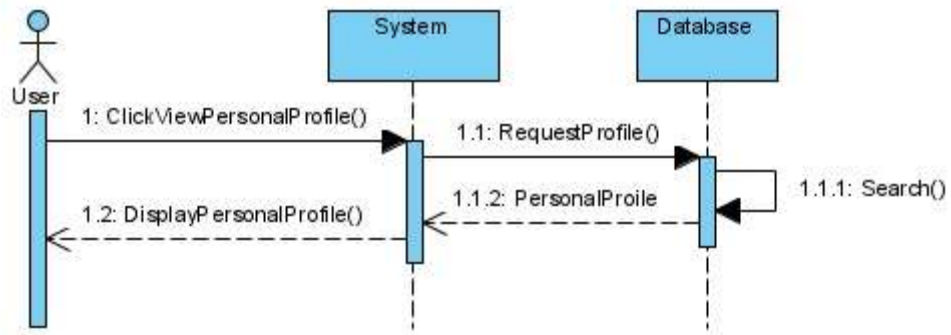 System
Database
User
1: ClickViewPersonalProfile()
1.1: RequestProfile()
1.1.1: Search()
1.1.2: PersonalProile
1.2: DisplayPersonalProfile()